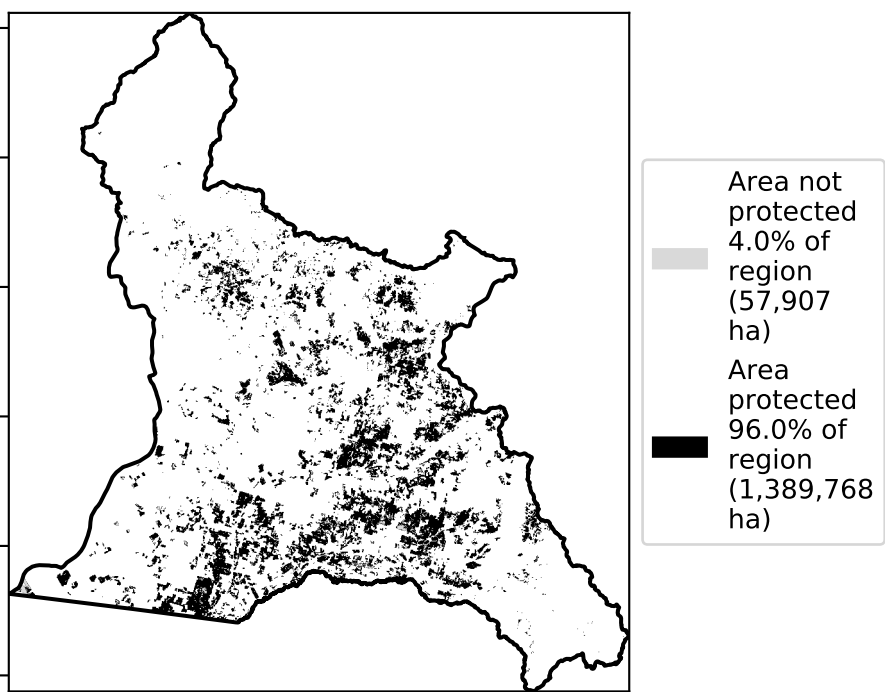 Area not
protected
4.0% of
region
(57,907
ha)
Area
protected
96.0% of
region
(1,389,768
ha)